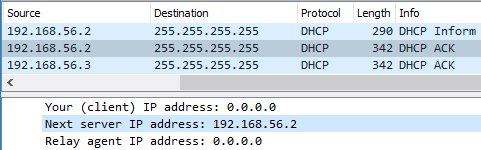 Source Destination Protocol Length Info
192.168.56.2 255.255.255.255 DHCP 290 DHCP Inform
192.168.56.2 255.255.255.255 DHCP 342 DHCP ACK
192.168.56.3 255.255.255.255 DHCP 342 DHCP ACK
Your (client) IP address: 0.0.0.0
Next server IP address: 192.168.56.2
Relay agent IP address: 0.0.0.0